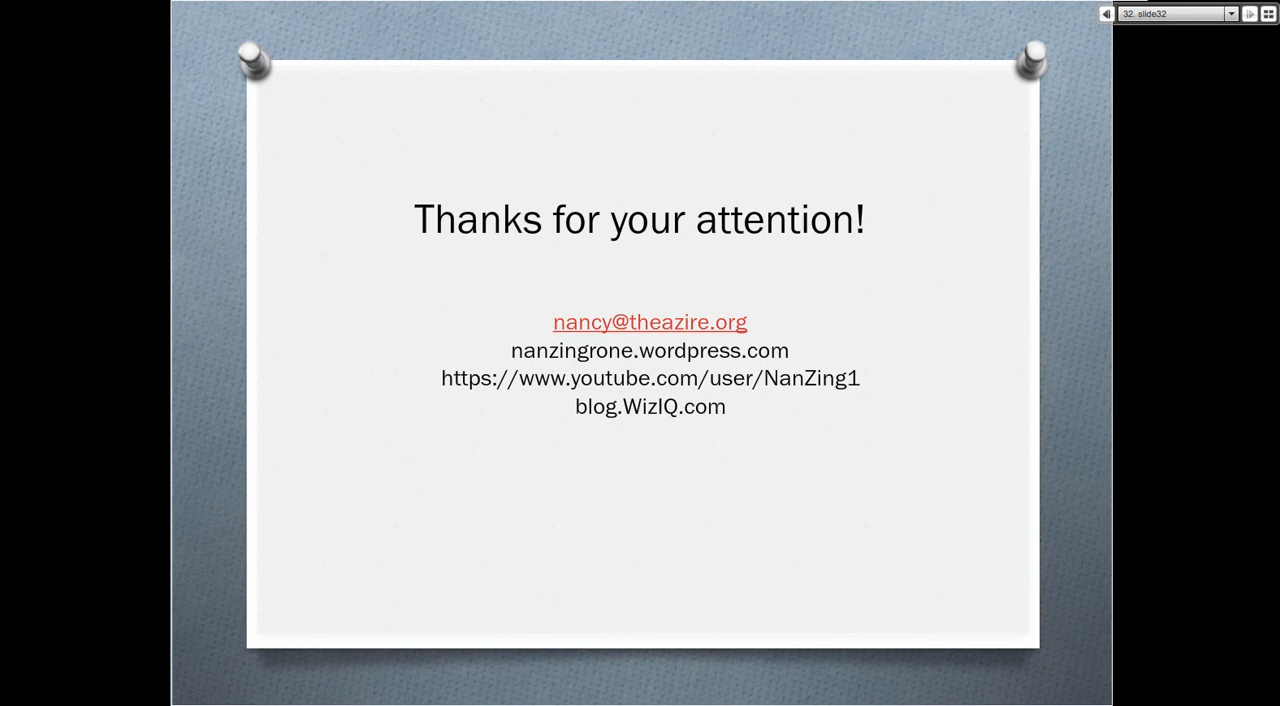 32. slide32
Thanks for your attention!
nancy@theazire.org
nanzingrone.wordpress.com
https://www.youtube.com/user/NanZing1
blog.WizIQ.com